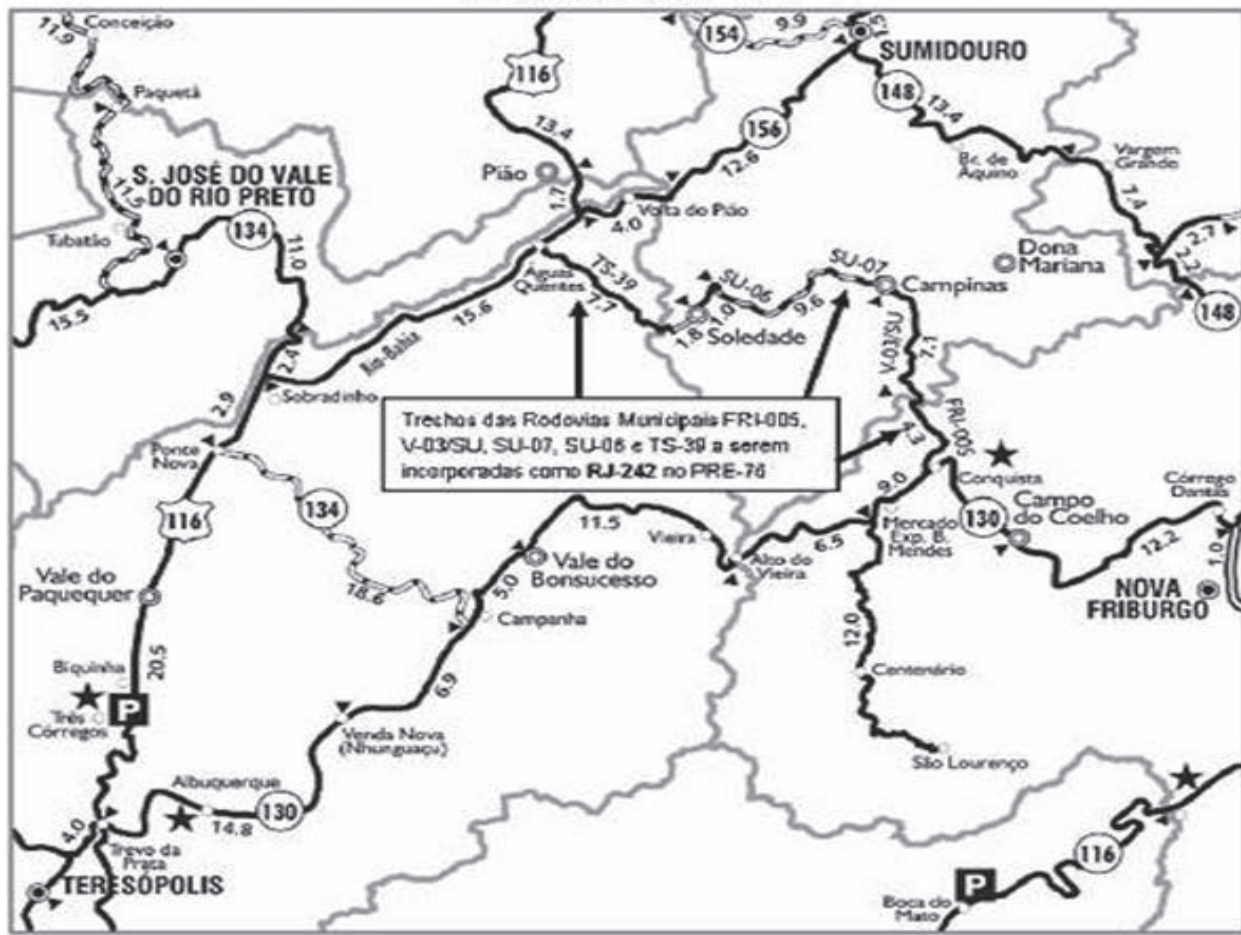 Conceição
11.9
Paquetá
S. JOSÉ DO VALE
DO RIO PRETO
11.5
Tubatão
134
11.0
15.5
116
13.4
Pião
1.7
4.0
Volta do Pião
154
9.9
SUMIDOURO
156
12.6
148
13.4
Br. de
Aquino
Vargem
Grande
7.4
2.7
2.2
148
Dona
Mariana
Águas
Quentes
TS-39
7.7
15.6
Rio-Bahia
2.4
Sobradinho
2.9
Ponte
Nova
1.8
Soledade
1.0
SU-06
9.6
SU-07
Campinas
V-03/SU
7.1
4.3
FRI-005
Trechos das Rodovias Municipais FRI-005,
V-03/SU, SU-07, SU-06 e TS-39 a serem
incorporadas como RJ-242 no PRE-76
Conquista
9.0
130
Campo
do Coelho
Córrego
Dantas
12.2
1.0
NOVA
FRIBURGO
Mercado
Exp. B.
Mendes
6.5
Alto do
Vieira
Vieira
11.5
Vale do
Bonsucesso
5.0
Campanha
134
18.6
116
Vale do
Paquequer
20.5
Biquinha
P
Três
Córregos
6.9
Venda Nova
(Nhunguaçu)
Albuquerque
130
14.8
4.0
Trevo da
Prata
TERESÓPOLIS
12.0
Centenário
São Lourenço
116
P
Boca do
Mato